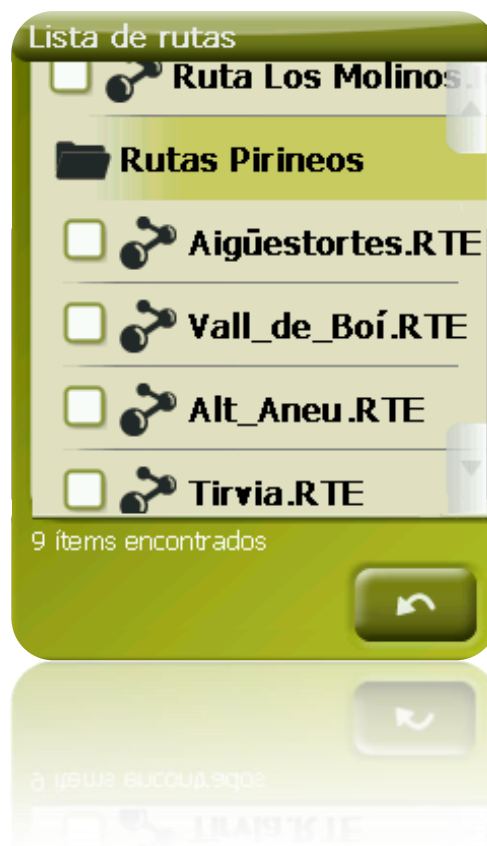 Lista de rutas
Ruta Los Molinos.
Rutas Pirineos
Aigüestortes.RTE
Vall_de_Boí.RTE
Alt_Aneu.RTE
Tirvia.RTE
9 ítems encontrados